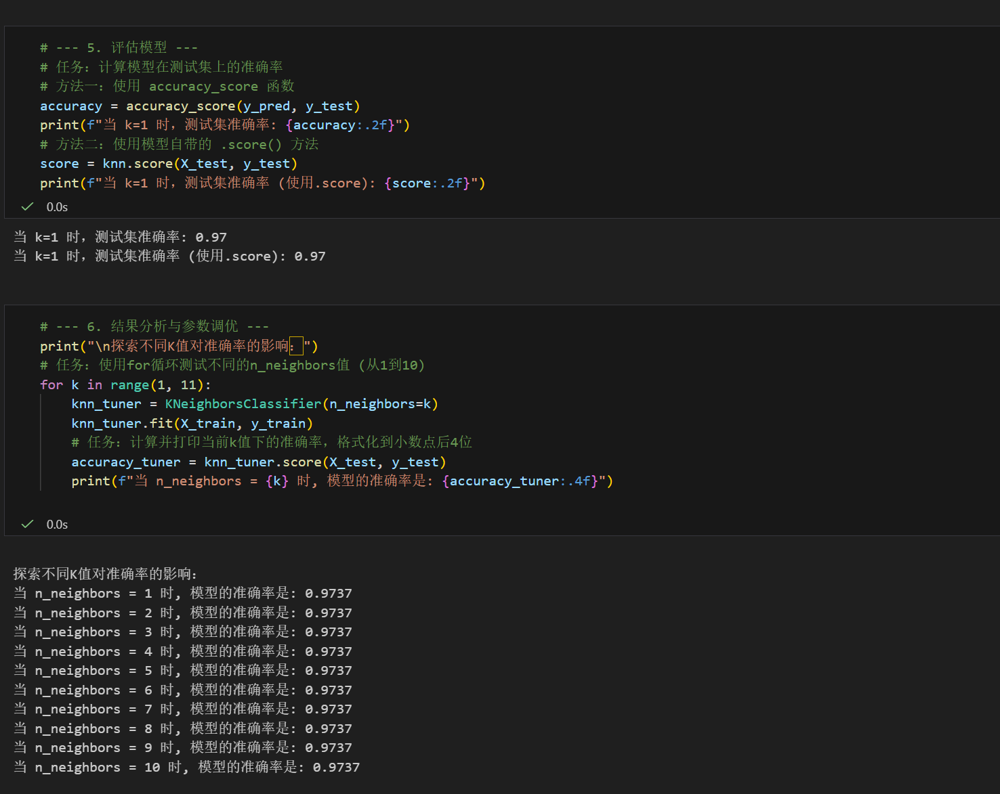 # --- 5. 评估模型 ---
# 任务：计算模型在测试集上的准确率
# 方法一：使用 accuracy_score 函数
accuracy = accuracy_score(y_pred, y_test)
print(f"当 k=1 时，测试集准确率: {accuracy:.2f}")
# 方法二：使用模型自带的 .score() 方法
score = knn.score(X_test, y_test)
print(f"当 k=1 时，测试集准确率 (使用.score): {score:.2f}")
0.0s
当 k=1 时，测试集准确率: 0.97
当 k=1 时，测试集准确率 (使用.score): 0.97
# --- 6. 结果分析与参数调优 ---
print("\n探索不同K值对准确率的影响：")
# 任务：使用for循环测试不同的n_neighbors值 (从1到10)
for k in range(1, 11):
    knn_tuner = KNeighborsClassifier(n_neighbors=k)
    knn_tuner.fit(X_train, y_train)
    # 任务：计算并打印当前k值下的准确率，格式化到小数点后4位
    accuracy_tuner = knn_tuner.score(X_test, y_test)
    print(f"当 n_neighbors = {k} 时, 模型的准确率是: {accuracy_tuner:.4f}")
0.0s
探索不同K值对准确率的影响：
当 n_neighbors = 1 时, 模型的准确率是: 0.9737
当 n_neighbors = 2 时, 模型的准确率是: 0.9737
当 n_neighbors = 3 时, 模型的准确率是: 0.9737
当 n_neighbors = 4 时, 模型的准确率是: 0.9737
当 n_neighbors = 5 时, 模型的准确率是: 0.9737
当 n_neighbors = 6 时, 模型的准确率是: 0.9737
当 n_neighbors = 7 时, 模型的准确率是: 0.9737
当 n_neighbors = 8 时, 模型的准确率是: 0.9737
当 n_neighbors = 9 时, 模型的准确率是: 0.9737
当 n_neighbors = 10 时, 模型的准确率是: 0.9737